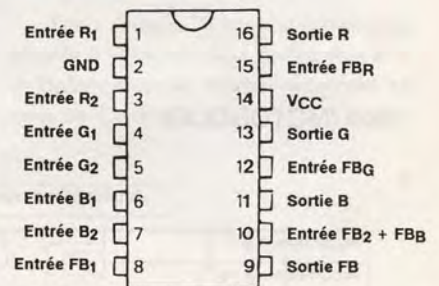 Entrée R1 1 16 Sortie R
GND 2 15 Entrée FBR
Entrée R2 3 14 VCC
Entrée G1 4 13 Sortie G
Entrée G2 5 12 Entrée FBG
Entrée B1 6 11 Sortie B
Entrée B2 7 10 Entrée FB2 + FBB
Entrée FB1 8 9 Sortie FB